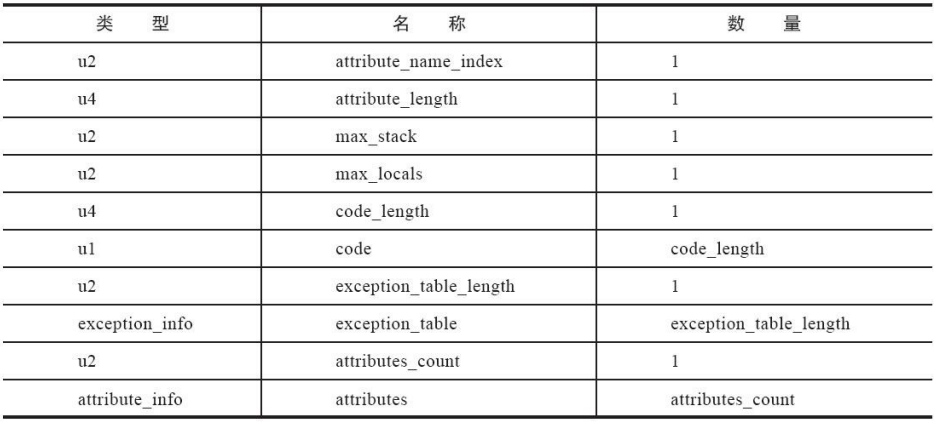 类 型 名 称 数 量
u2 attribute_name_index 1
u4 attribute_length 1
u2 max_stack 1
u2 max_locals 1
u4 code_length 1
u1 code code_length
u2 exception_table_length 1
exception_info exception_table exception_table_length
u2 attributes_count 1
attribute_info attributes attributes_count